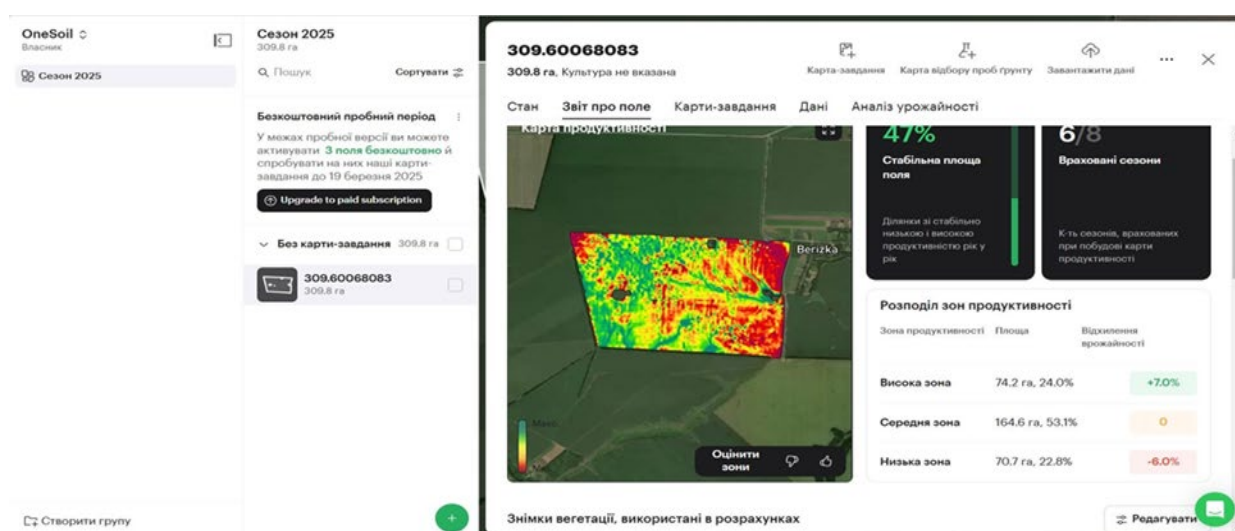 OneSoil
Власник
Сезон 2025
Створити групу
Сезон 2025
309.8 га
Пошук
Сортувати
Безкоштовний пробний період
У межах пробної версії ви можете
активувати 3 поля безкоштовно й
спробувати на них наші карти-
завдання до 19 березня 2025
Upgrade to paid subscription
Без карти-завдання 309.8 га
309.60068083
309.8 га
309.60068083
309.8 га, Культура не вказана
Карта-завдання
Карта відбору проб ґрунту
Завантажити дані
Стан Звіт про поле Карти-завдання Дані Аналіз урожайності
Карта продуктивності
Berizka
Оцінити
зони
47%
Стабільна площа
поля
Ділянки зі стабільно
низькою і високою
продуктивністю рік у
рік
6/8
Враховані сезони
К-ть сезонів, врахованих
при побудові карти
продуктивності
Розподіл зон продуктивності
Зона продуктивності Площа Відхилення
врожайності
Висока зона 74.2 га, 24.0% +7.0%
Середня зона 164.6 га, 53.1% 0
Низька зона 70.7 га, 22.8% -6.0%
Знімки вегетації, використані в розрахунках
Редагувати